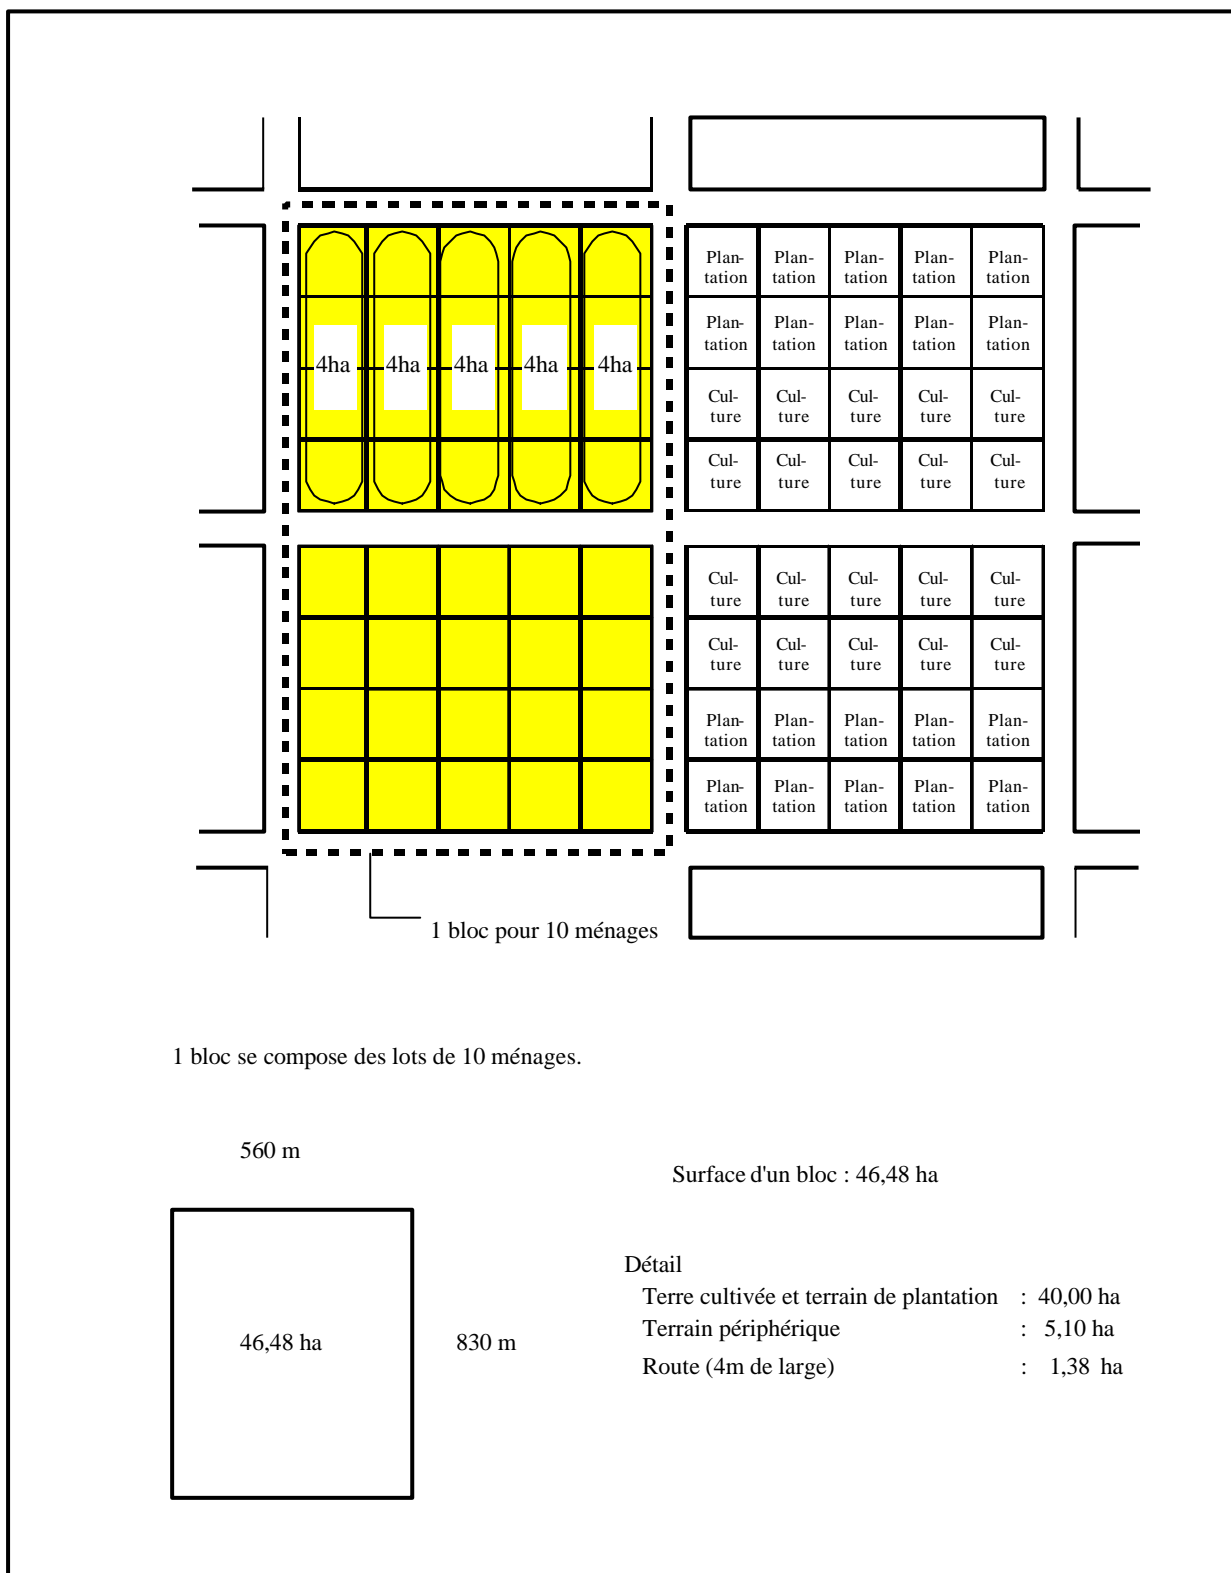 Plan- Plan- Plan- Plan- Plan-
tation tation tation tation tation
Plan- Plan- Plan- Plan- Plan-
tation tation tation tation tation
4ha 4ha 4ha 4ha 4ha
Cul- Cul- Cul- Cul- Cul-
ture ture ture ture ture
Cul- Cul- Cul- Cul- Cul-
ture ture ture ture ture
Cul- Cul- Cul- Cul- Cul-
ture ture ture ture ture
Cul- Cul- Cul- Cul- Cul-
ture ture ture ture ture
Plan- Plan- Plan- Plan- Plan-
tation tation tation tation tation
Plan- Plan- Plan- Plan- Plan-
tation tation tation tation tation
1 bloc pour 10 ménages
1 bloc se compose des lots de 10 ménages.
560 m
Surface d'un bloc : 46,48 ha
Détail
Terre cultivée et terrain de plantation : 40,00 ha
Terrain périphérique : 5,10 ha
46,48 ha
830 m
Route (4m de large) : 1,38 ha